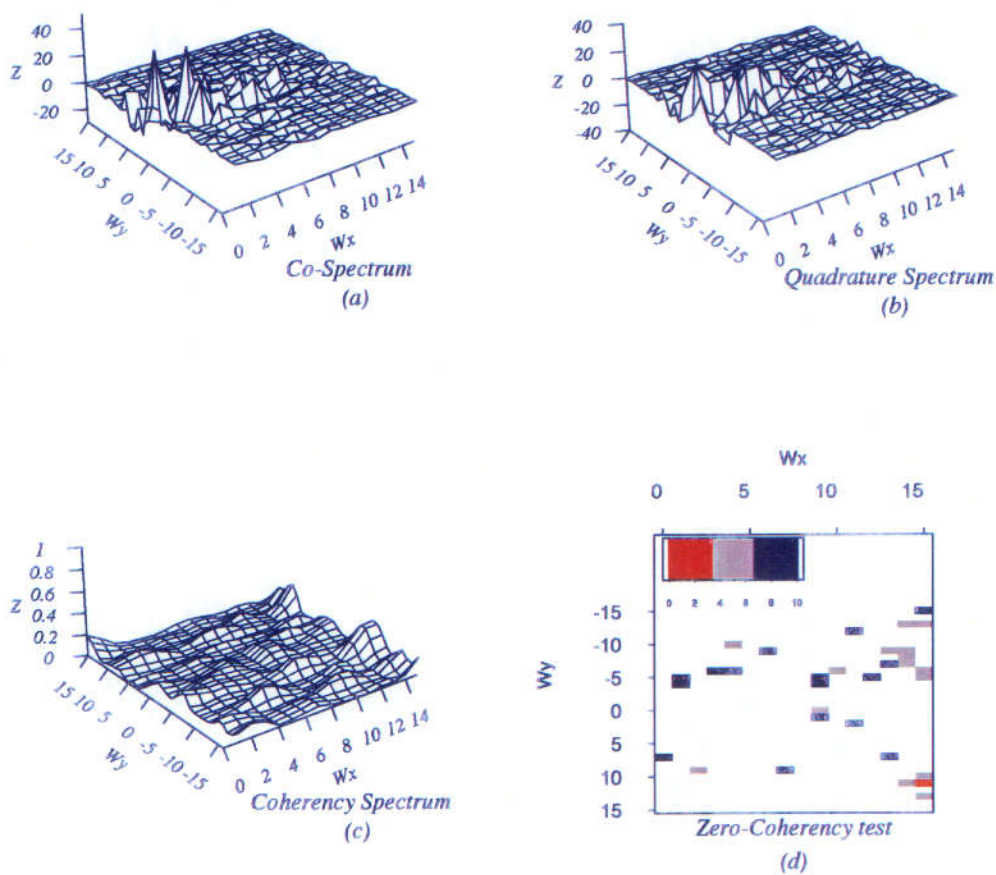 40
20
Z 0
-20
15 10 5 0 -5 -10 -15
Wy
0 2 4 6 8 10 12 14
Wx
Co-Spectrum
(a)
40
20
Z 0
-20
-40
15 10 5 0 -5 -10 -15
Wy
0 2 4 6 8 10 12 14
Wx
Quadrature Spectrum
(b)
1
0.8
0.6
Z 0.4
0.2
0
15 10 5 0 -5 -10 -15
Wy
0 2 4 6 8 10 12 14
Wx
Coherency Spectrum
(c)
Wx
0 5 10 15
0 2 4 6 8 10
-15
-10
-5
Wy
0
5
10
15
Zero-Coherency test
(d)